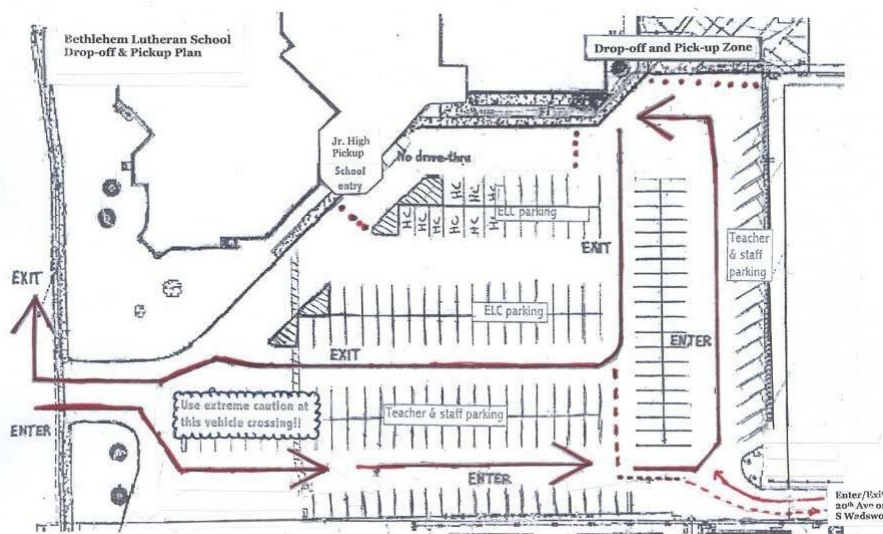 Bethlehem Lutheran School
Drop-off & Pickup Plan
Drop-off and Pick-up Zone
Jr. High
Pickup
School
entry
No drive-thru
HC HC HC
HC HC HC HC HC
ELC parking
EXIT
Teacher
& staff
parking
EXIT
ELC parking
ENTER
EXIT
Use extreme caution at
this vehicle crossing!!
Teacher & staff parking
ENTER
ENTER
Enter/Exit
20th Ave or
S Wadswo